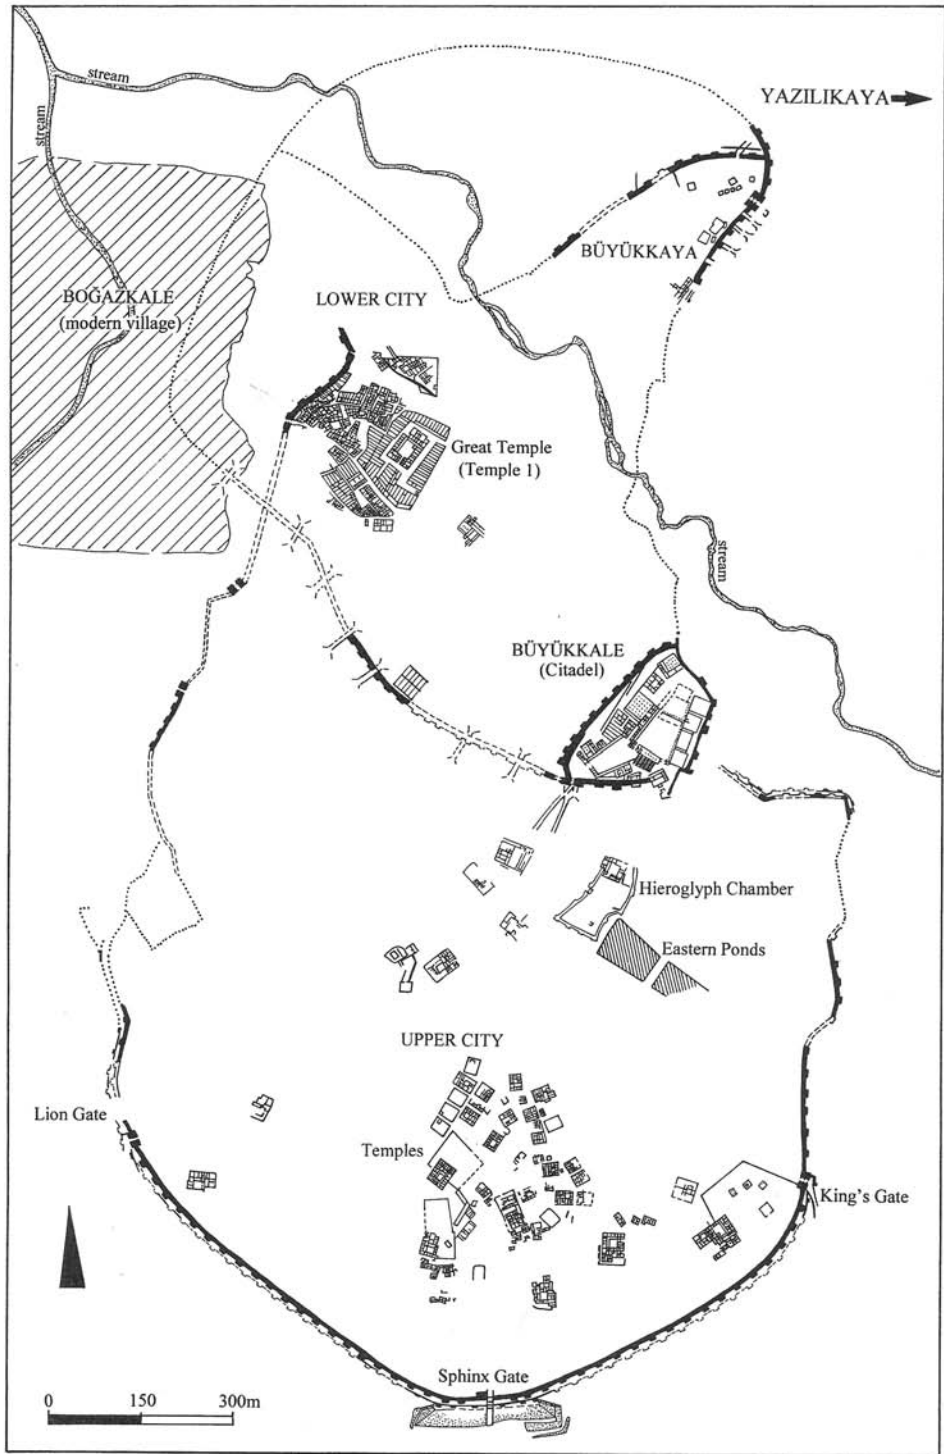 stream
YAZILIKAYA
stream
BÜYÜKKAYA
BOĞAZKALE
(modern village)
LOWER CITY
Great Temple
(Temple 1)
stream
BÜYÜKKALE
(Citadel)
Hieroglyph Chamber
Eastern Ponds
UPPER CITY
Lion Gate
Temples
King's Gate
Sphinx Gate
0 150 300m